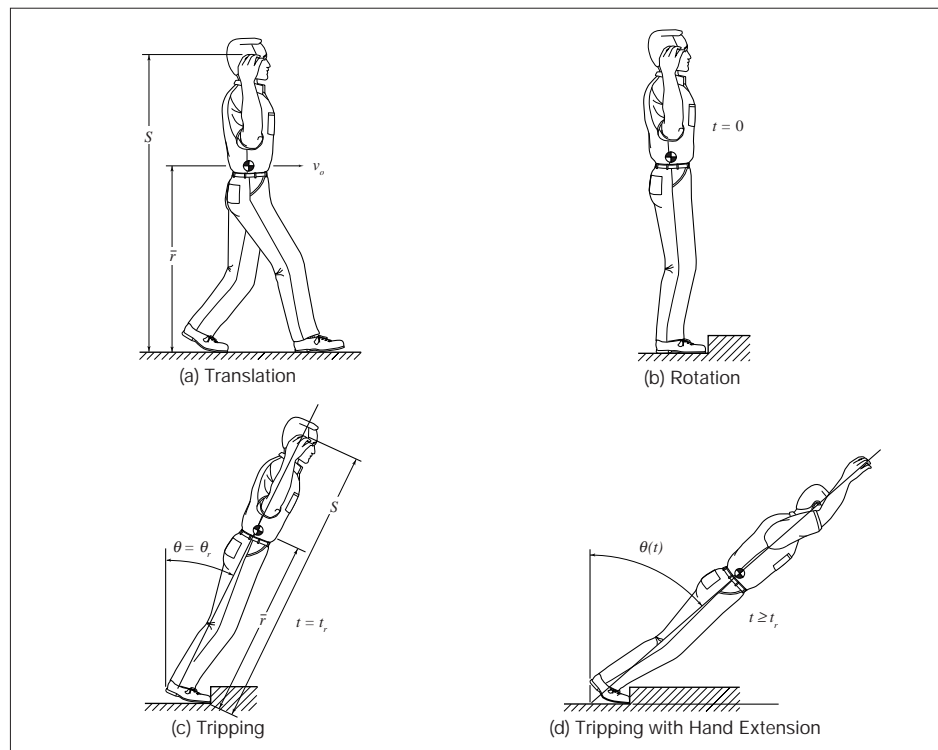 S
v_o
r̄
(a) Translation
t = 0
(b) Rotation
θ = θ_r
S
r̄
t = t_r
(c) Tripping
θ(t)
t ≥ t_r
(d) Tripping with Hand Extension